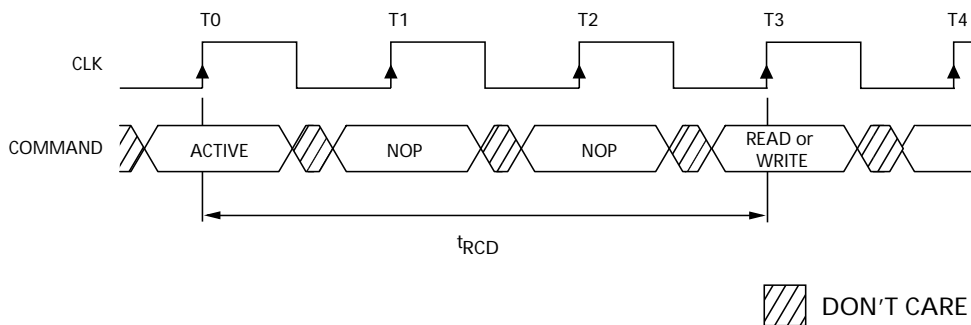 T0 T1 T2 T3 T4
CLK
COMMAND ACTIVE NOP NOP READ or
WRITE
tRCD
DON'T CARE